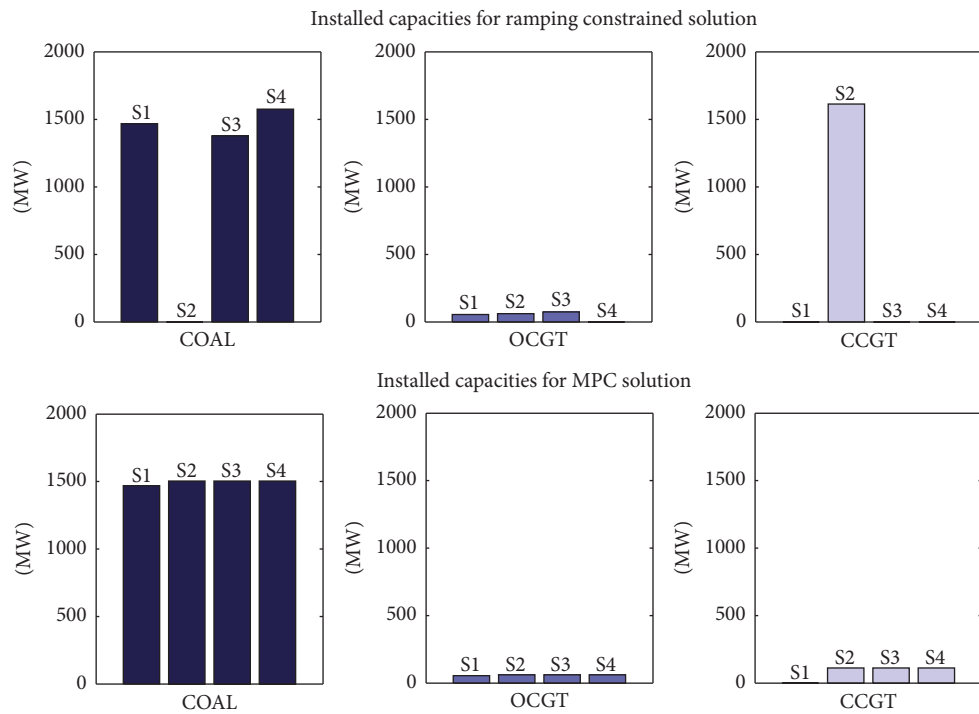 Installed capacities for ramping constrained solution
2000
1500
1000
500
0
(MW)
S1
S2
S3
S4
COAL
2000
1500
1000
500
0
(MW)
S1
S2
S3
S4
OCGT
2000
1500
1000
500
0
(MW)
S1
S2
S3
S4
CCGT
Installed capacities for MPC solution
2000
1500
1000
500
0
(MW)
S1
S2
S3
S4
COAL
2000
1500
1000
500
0
(MW)
S1
S2
S3
S4
OCGT
2000
1500
1000
500
0
(MW)
S1
S2
S3
S4
CCGT